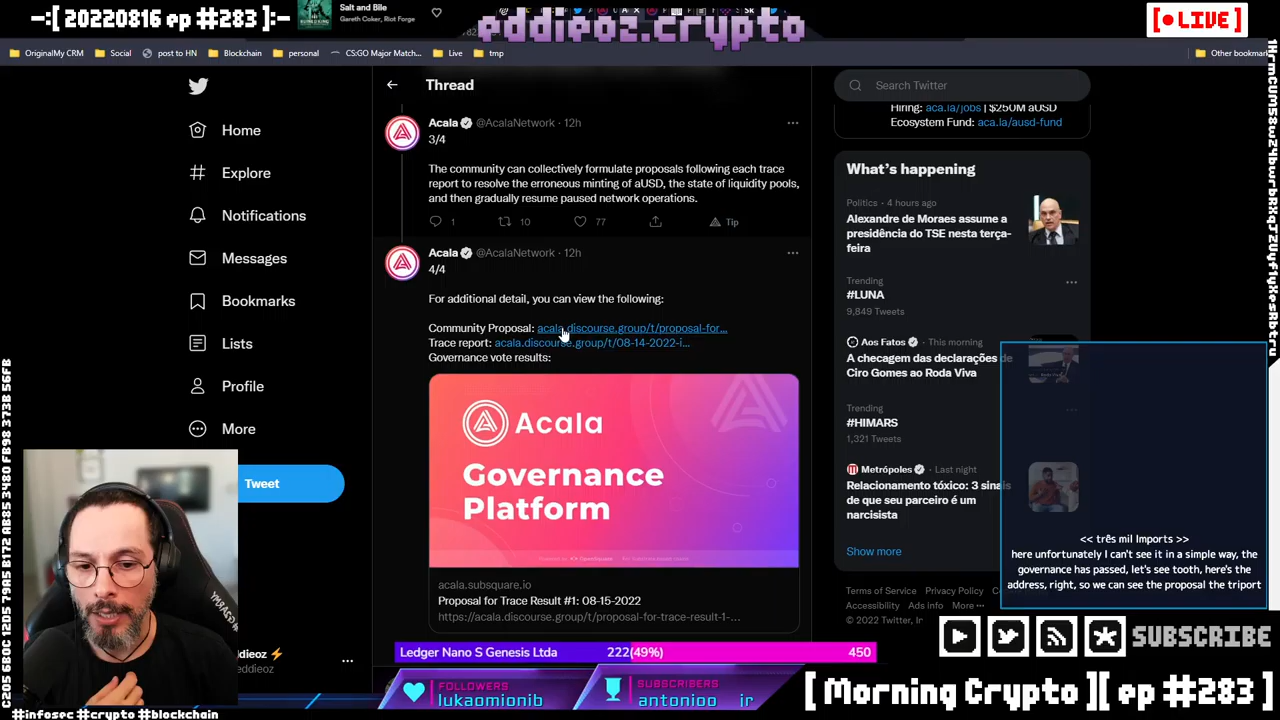 -:[ 20220816 ep #283 ]:-
Salt and Bile
Gareth Coker, Riot Forge
eddieoz.crypto
[ LIVE ]
OriginalMy CRM
Social
post to HN
Blockchain
personal
CS:GO Major Match...
Live
tmp
Other bookmar
Thread
Search Twitter
Hiring: aca.la/jobs | $250M aUSD
Ecosystem Fund: aca.la/ausd-fund
Home
Explore
Notifications
Messages
Bookmarks
Lists
Profile
More
Tweet
Acala @AcalaNetwork · 12h
3/4
The community can collectively formulate proposals following each trace
report to resolve the erroneous minting of aUSD, the state of liquidity pools,
and then gradually resume paused network operations.
1
10
77
Tip
Acala @AcalaNetwork · 12h
4/4
For additional detail, you can view the following:
Community Proposal: acala.discourse.group/t/proposal-for...
Trace report: acala.discourse.group/t/08-14-2022-i...
Governance vote results:
Acala
Governance
Platform
acala.subsquare.io
Proposal for Trace Result #1: 08-15-2022
https://acala.discourse.group/t/proposal-for-trace-result-1-...
What's happening
Politics · 4 hours ago
Alexandre de Moraes assume a
presidência do TSE nesta terça-
feira
Trending
#LUNA
9,849 Tweets
Aos Fatos · This morning
A checagem das declarações de
Ciro Gomes ao Roda Viva
Trending
#HIMARS
1,321 Tweets
Metrópoles · Last night
Relacionamento tóxico: 3 sinais
de que seu parceiro é um
narcisista
Show more
Terms of Service Privacy Policy
Accessibility Ads info More
© 2022 Twitter, Ir
<< três mil Imports >>
here unfortunately I can't see it in a simple way, the
governance has passed, let's see tooth, here's the
address, right, so we can see the proposal the triport
SUBSCRIBE
Ledger Nano S Genesis Ltda
222(49%)
450
FOLLOWERS
lukaomionib
SUBSCRIBERS
antonioo jr
[ Morning Crypto ][ ep #283 ]
eddieoz
eddieoz
#infosec #crypto #blockchain